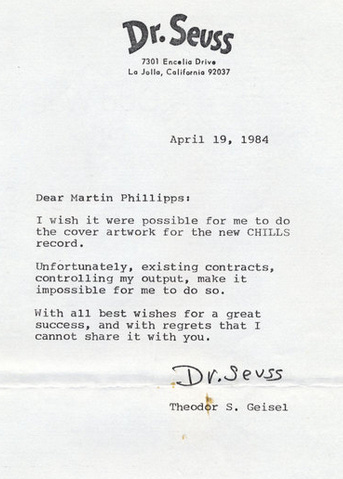 Dr. Seuss
7301 Encelia Drive
La Jolla, California 92037
April 19, 1984
Dear Martin Phillipps:
I wish it were possible for me to do
the cover artwork for the new CHILLS
record.
Unfortunately, existing contracts,
controlling my output, make it
impossible for me to do so.
With all best wishes for a great
success, and with regrets that I
cannot share it with you.
Dr. Seuss
Theodor S. Geisel